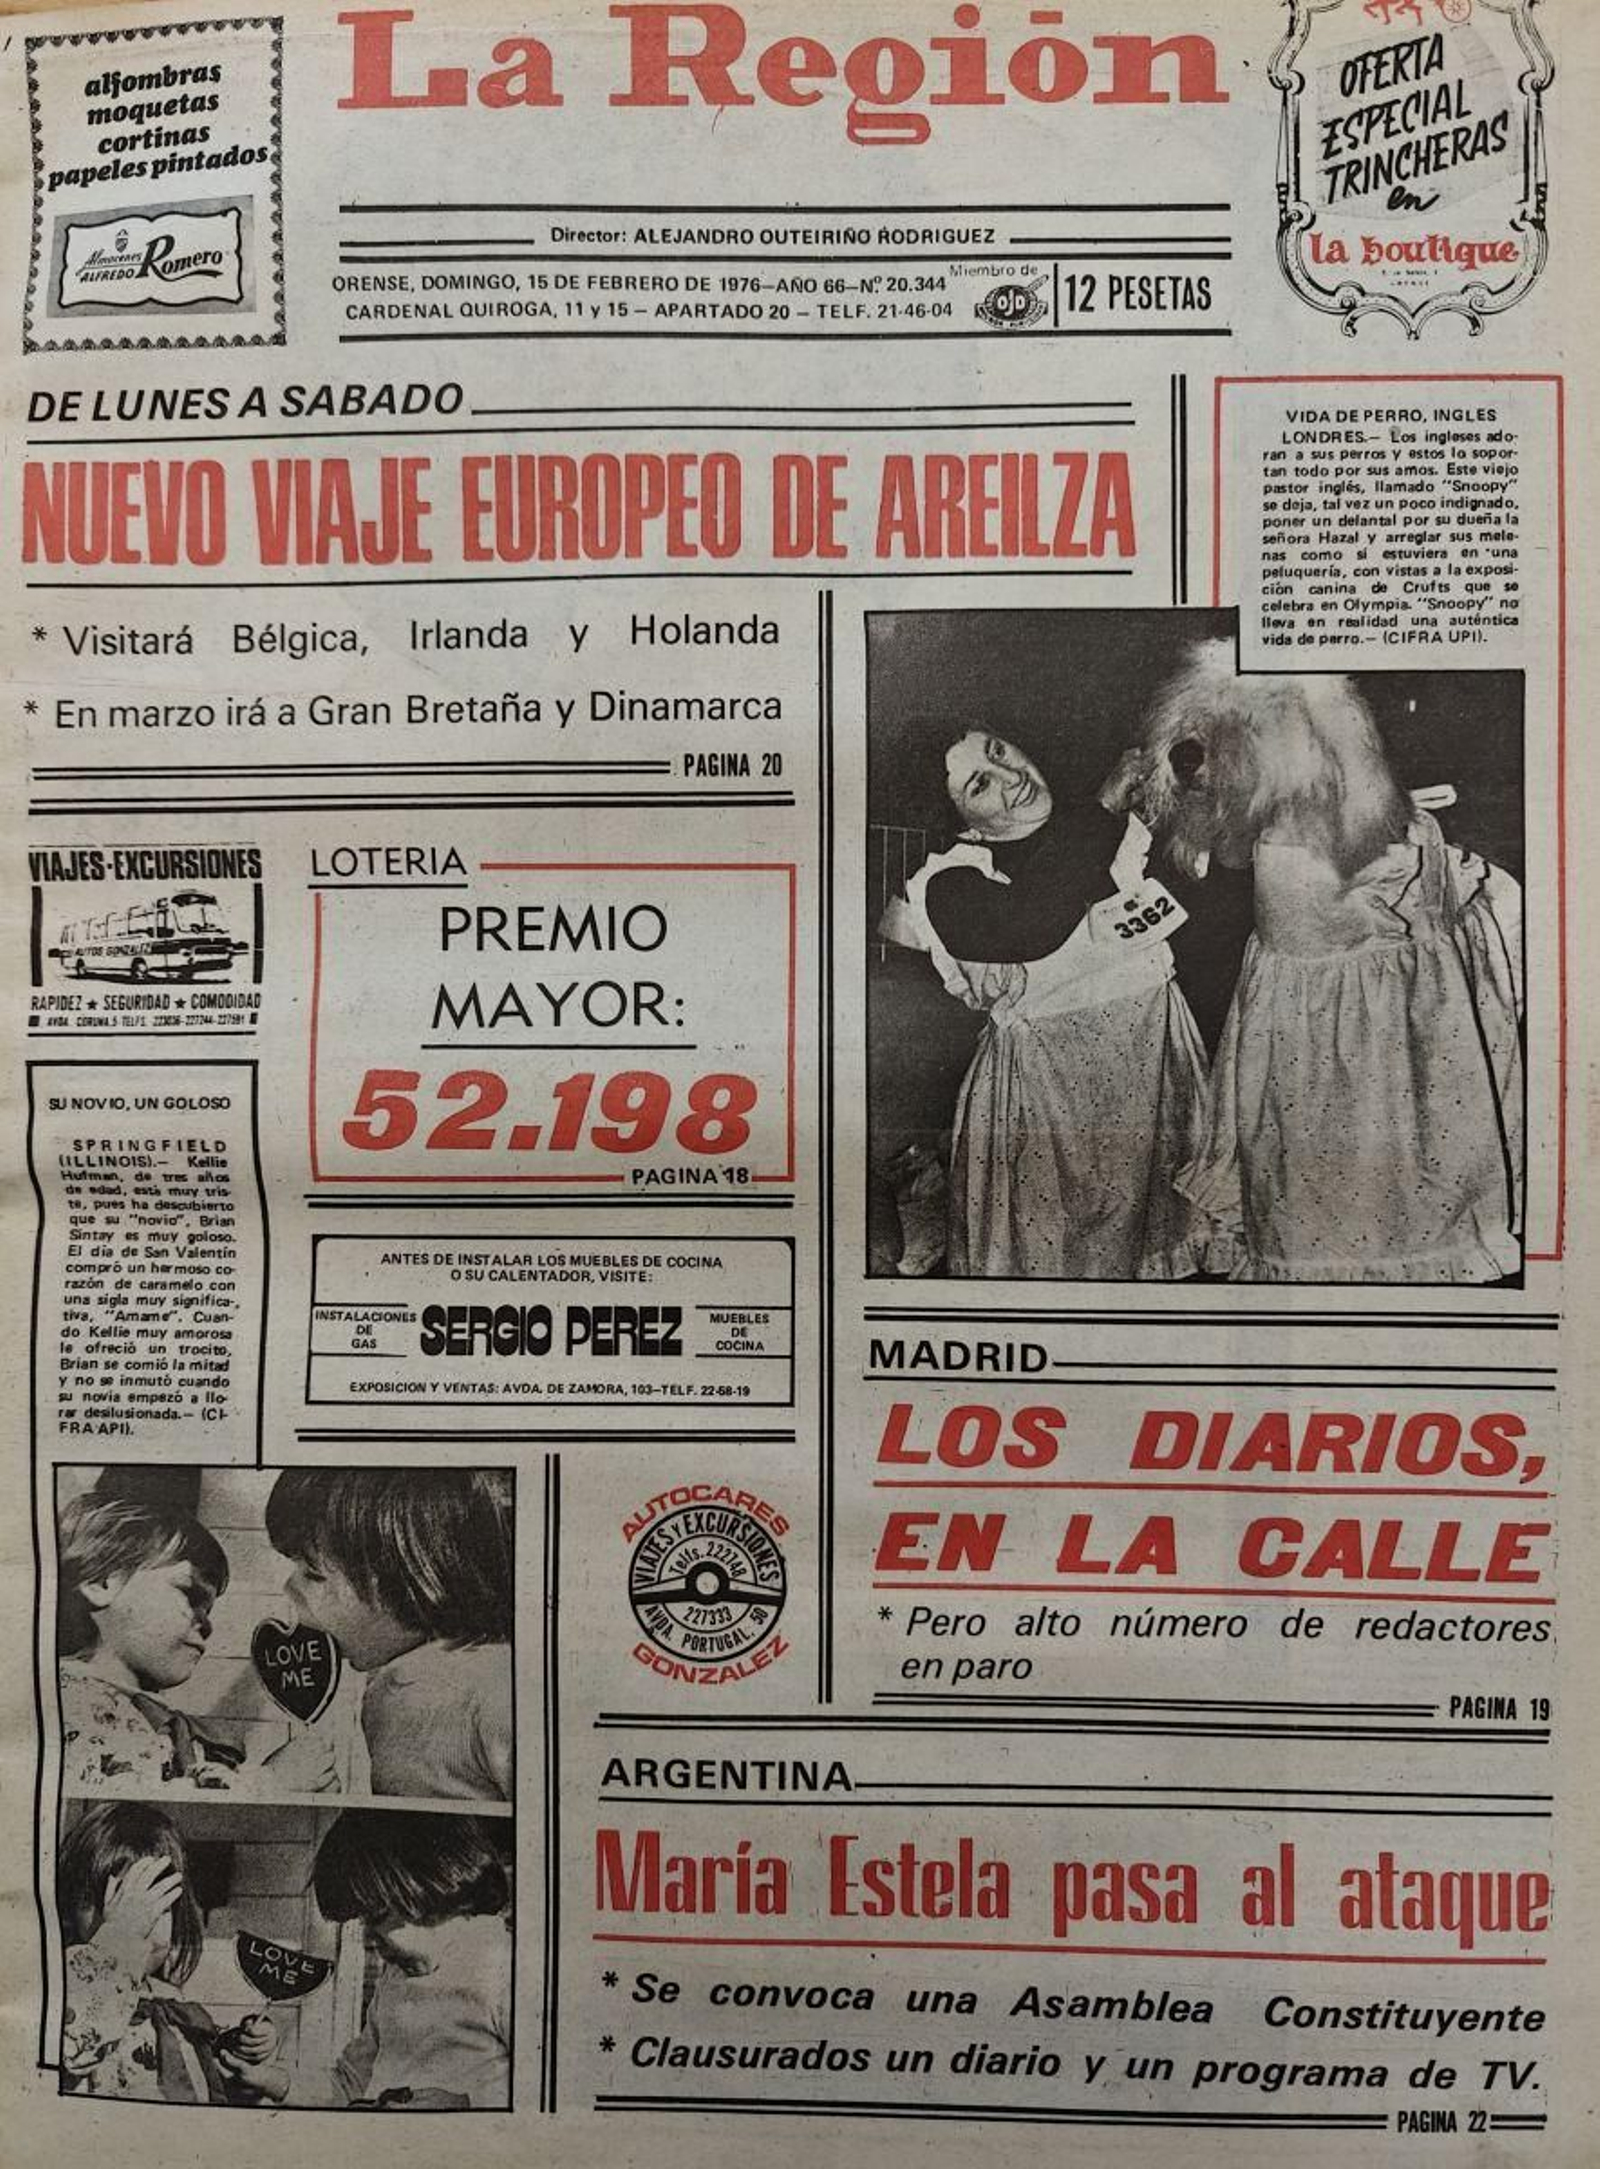 alfombras
moquetas
cortinas
papeles pintados
Almacenes
ALFREDO Romero
La Región
OFERTA
ESPECIAL
TRINCHERAS
en
la boutique
Director: ALEJANDRO OUTEIRIÑO RODRIGUEZ
ORENSE, DOMINGO, 15 DE FEBRERO DE 1976—AÑO 66—Nº 20.344
CARDENAL QUIROGA, 11 y 15 — APARTADO 20 — TELF. 21-46-04
Miembro de
OJD
12 PESETAS
DE LUNES A SABADO
NUEVO VIAJE EUROPEO DE AREILZA
* Visitará Bélgica, Irlanda y Holanda
* En marzo irá a Gran Bretaña y Dinamarca
PAGINA 20
VIDA DE PERRO, INGLES
LONDRES.— Los ingleses ado-
ran a sus perros y estos lo sopor-
tan todo por sus amos. Este viejo
pastor inglés, llamado "Snoopy"
se deja, tal vez un poco indignado,
poner un delantal por su dueña la
señora Hazal y arreglar sus mele-
nas como si estuviera en una
peluquería, con vistas a la exposi-
ción canina de Crufts que se
celebra en Olympia. "Snoopy" no
lleva en realidad una auténtica
vida de perro.— (CIFRA UPI).
3362
VIAJES-EXCURSIONES
AUTOS GONZALEZ
RAPIDEZ ★ SEGURIDAD ★ COMODIDAD
AVDA. CORUÑA, 5 TELFS. 223036-227244-227591
LOTERIA
PREMIO
MAYOR:
52.198
PAGINA 18
SU NOVIO, UN GOLOSO
SPRINGFIELD
(ILLINOIS).— Kellie
Hufman, de tres años
de edad, está muy tris-
te, pues ha descubierto
que su "novio", Brian
Sintay es muy goloso.
El día de San Valentín
compró un hermoso co-
razón de caramelo con
una sigla muy significa-
tiva, "Amame". Cuan-
do Kellie muy amorosa
le ofreció un trocito,
Brian se comió la mitad
y no se inmutó cuando
su novia empezó a llo-
rar desilusionada.— (CI-
FRA API).
LOVE
ME
LOVE
ME
ANTES DE INSTALAR LOS MUEBLES DE COCINA
O SU CALENTADOR, VISITE:
INSTALACIONES
DE
GAS
SERGIO PEREZ
MUEBLES
DE
COCINA
EXPOSICION Y VENTAS: AVDA. DE ZAMORA, 103—TELF. 22-58-19
AUTOCARES
VIAJES Y EXCURSIONES
Telfs. 222748
227333
AVDA. PORTUGAL, 50
GONZALEZ
MADRID
LOS DIARIOS,
EN LA CALLE
* Pero alto número de redactores
en paro
PAGINA 19
ARGENTINA
María Estela pasa al ataque
* Se convoca una Asamblea Constituyente
* Clausurados un diario y un programa de TV.
PAGINA 22